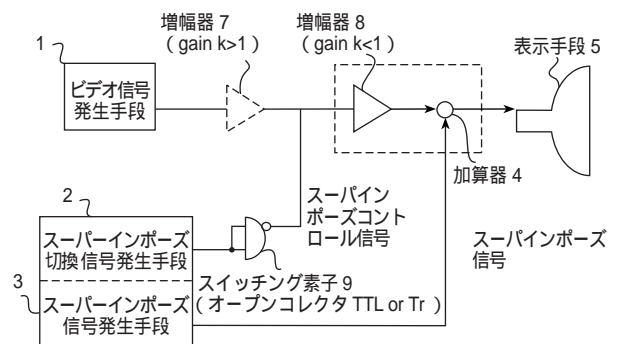 増幅器 7
( gain k>1 )
増幅器 8
( gain k<1 )
表示手段 5
1
ビデオ信号
発生手段
加算器 4
2
スーパイン
ポーズコント
ロール信号
スーパーインポーズ
切換信号発生手段
スーパインポーズ
信号
3
スイッチング素子 9
( オープンコレクタ TTL or Tr )
スーパーインポーズ
信号発生手段